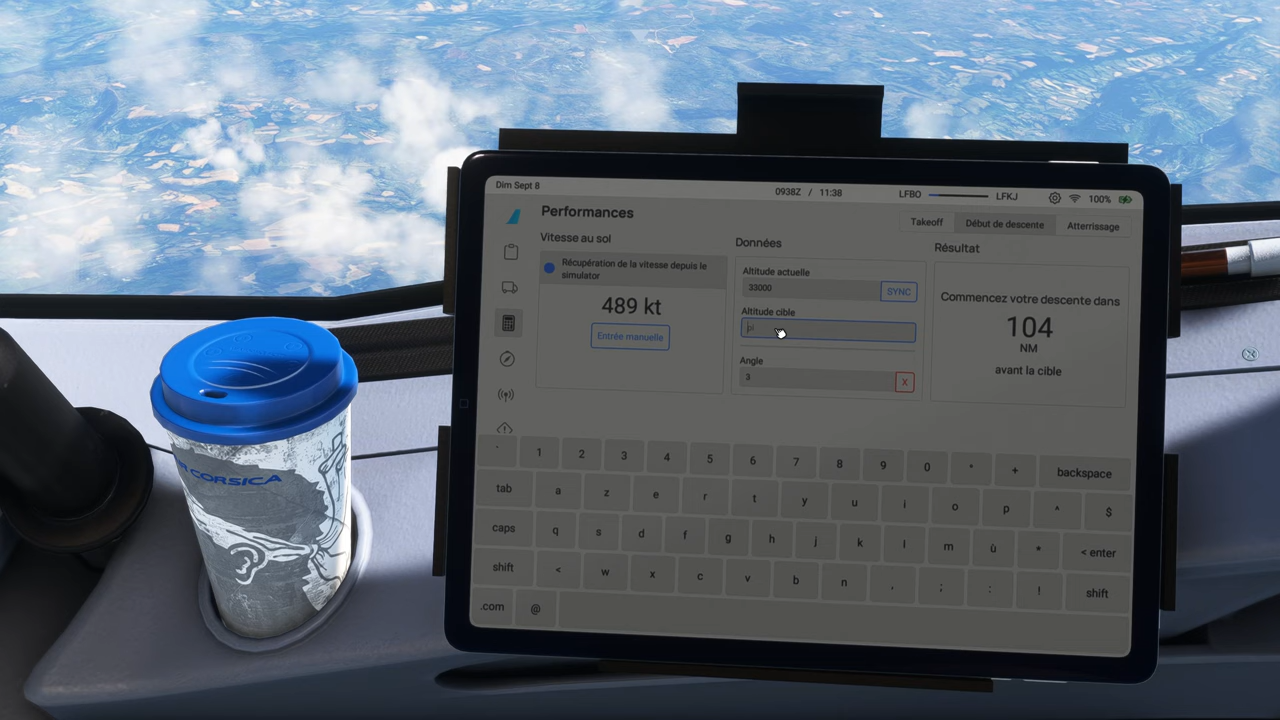 Dim Sept 8
0938Z / 11:38
LFBO
LFKJ
100%
Performances
Takeoff
Début de descente
Atterrissage
Vitesse au sol
Récupération de la vitesse depuis le
simulator
489 kt
Entrée manuelle
Données
Altitude actuelle
33000
SYNC
Altitude cible
pi
Angle
3
X
Résultat
Commencez votre descente dans
104
NM
avant la cible
1 2 3 4 5 6 7 8 9 0 + backspace
tab a z e r t y u i o p ^ $
caps q s d f g h j k l m ù * < enter
shift < w x c v b n , ; : ! shift
.com @
CORSICA